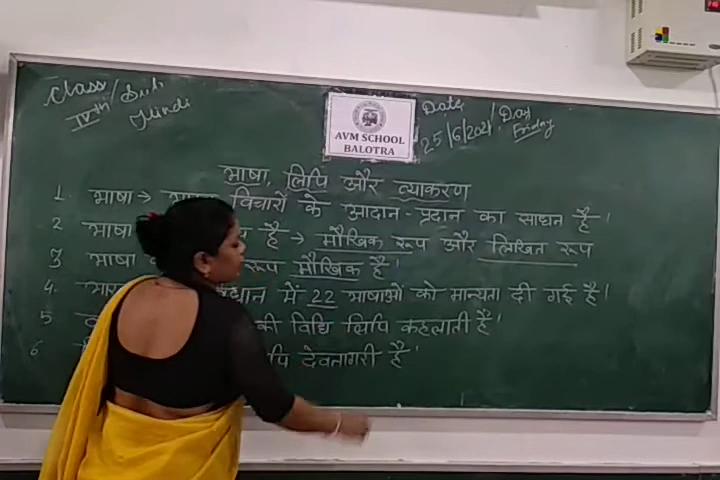 Class / Sub.
IVth Hindi
AVM SCHOOL
BALOTRA
Date / Day
25/6/2021 Friday
भाषा, लिपि और व्याकरण
1. भाषा → विचारों के आदान-प्रदान का साधन है।
2 भाषा है → मौखिक रूप और लिखित रूप
3 भाषा रूप मौखिक है।
4. में 22 भाषाओं को मान्यता दी गई है।
5 की विधि लिपि कहलाती है।
6 देवनागरी है।